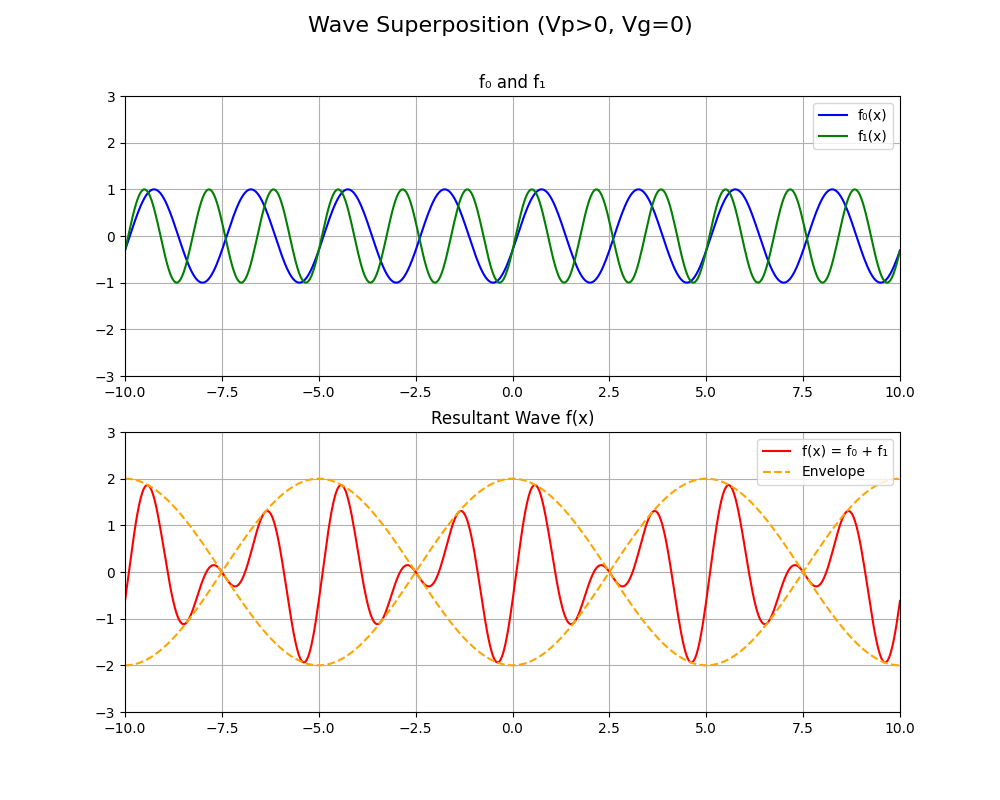 Wave Superposition (Vp>0, Vg=0)
f₀ and f₁
3
2
1
0
−1
−2
−3
f₀(x)
f₁(x)
−10.0 −7.5 −5.0 −2.5 0.0 2.5 5.0 7.5 10.0
Resultant Wave f(x)
3
2
1
0
−1
−2
−3
f(x) = f₀ + f₁
Envelope
−10.0 −7.5 −5.0 −2.5 0.0 2.5 5.0 7.5 10.0